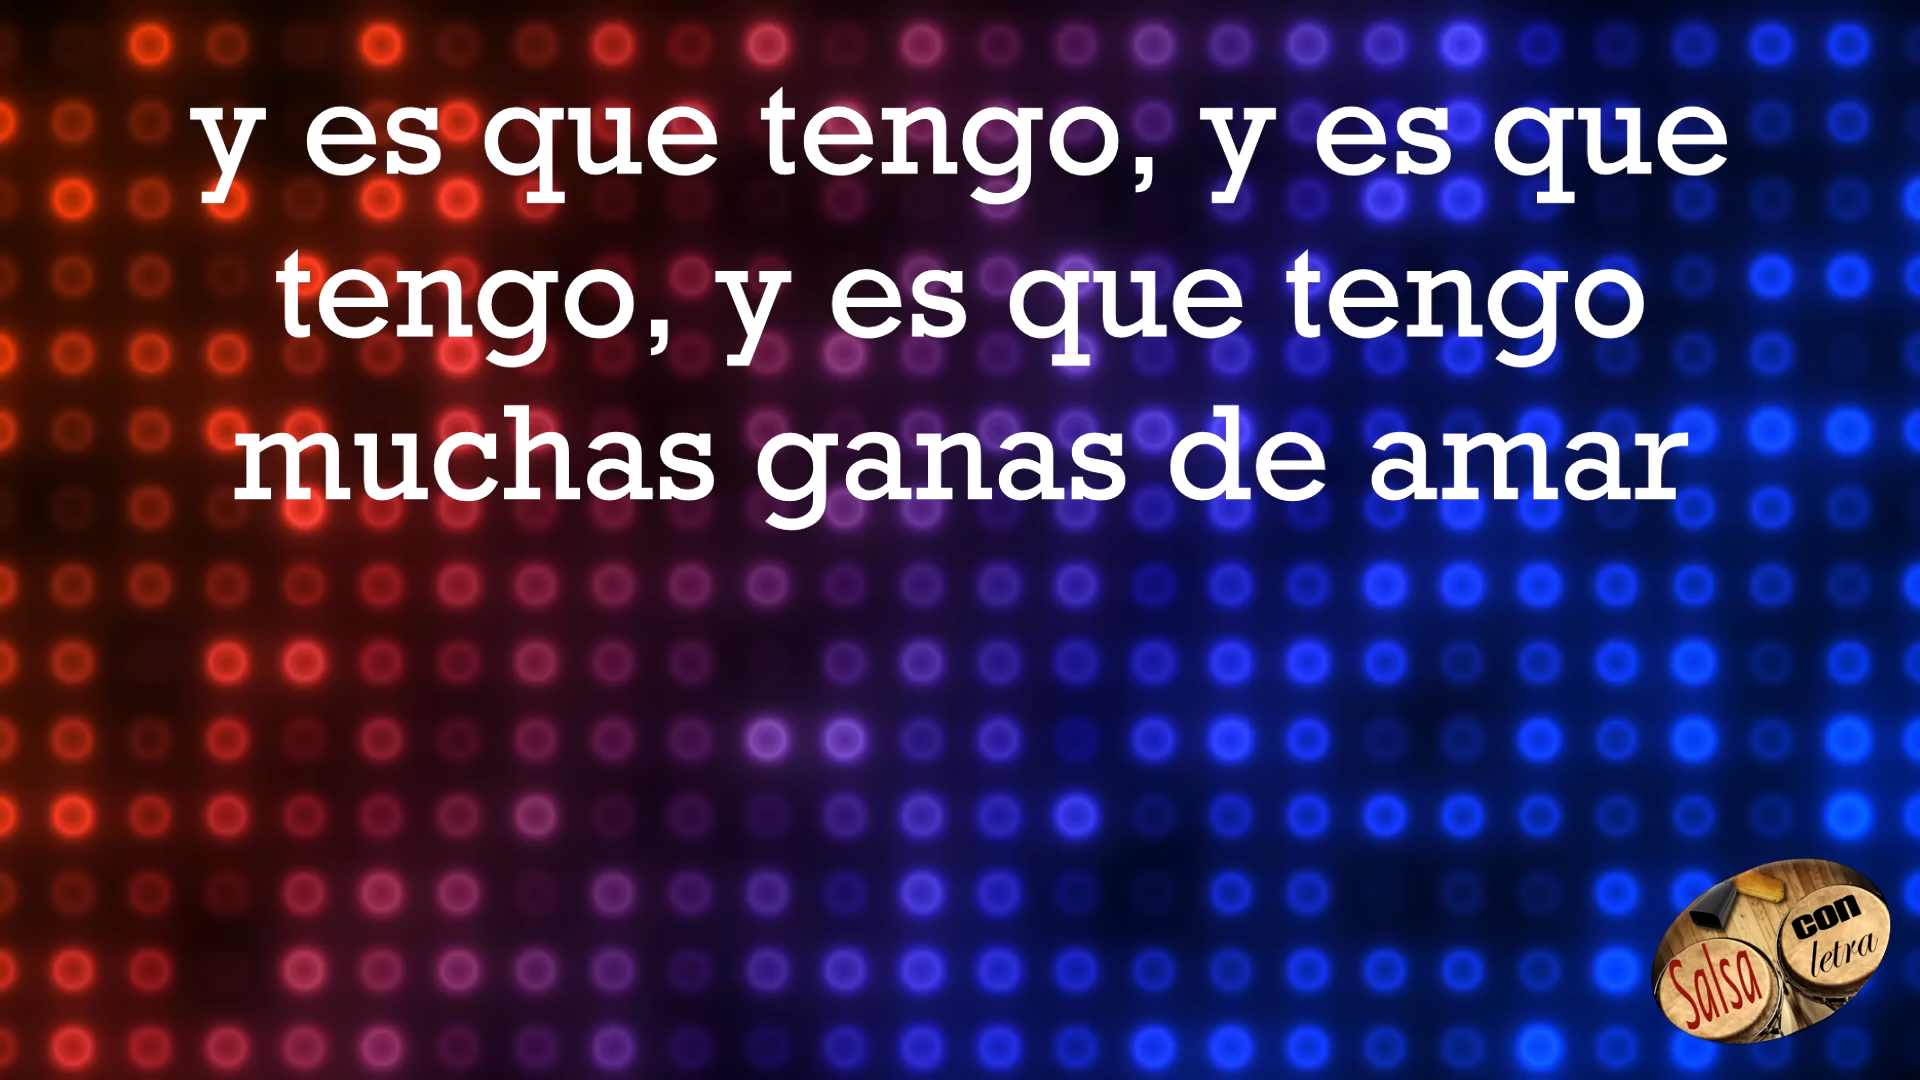 y es que tengo, y es que
tengo, y es que tengo
muchas ganas de amar
con
letra
Salsa